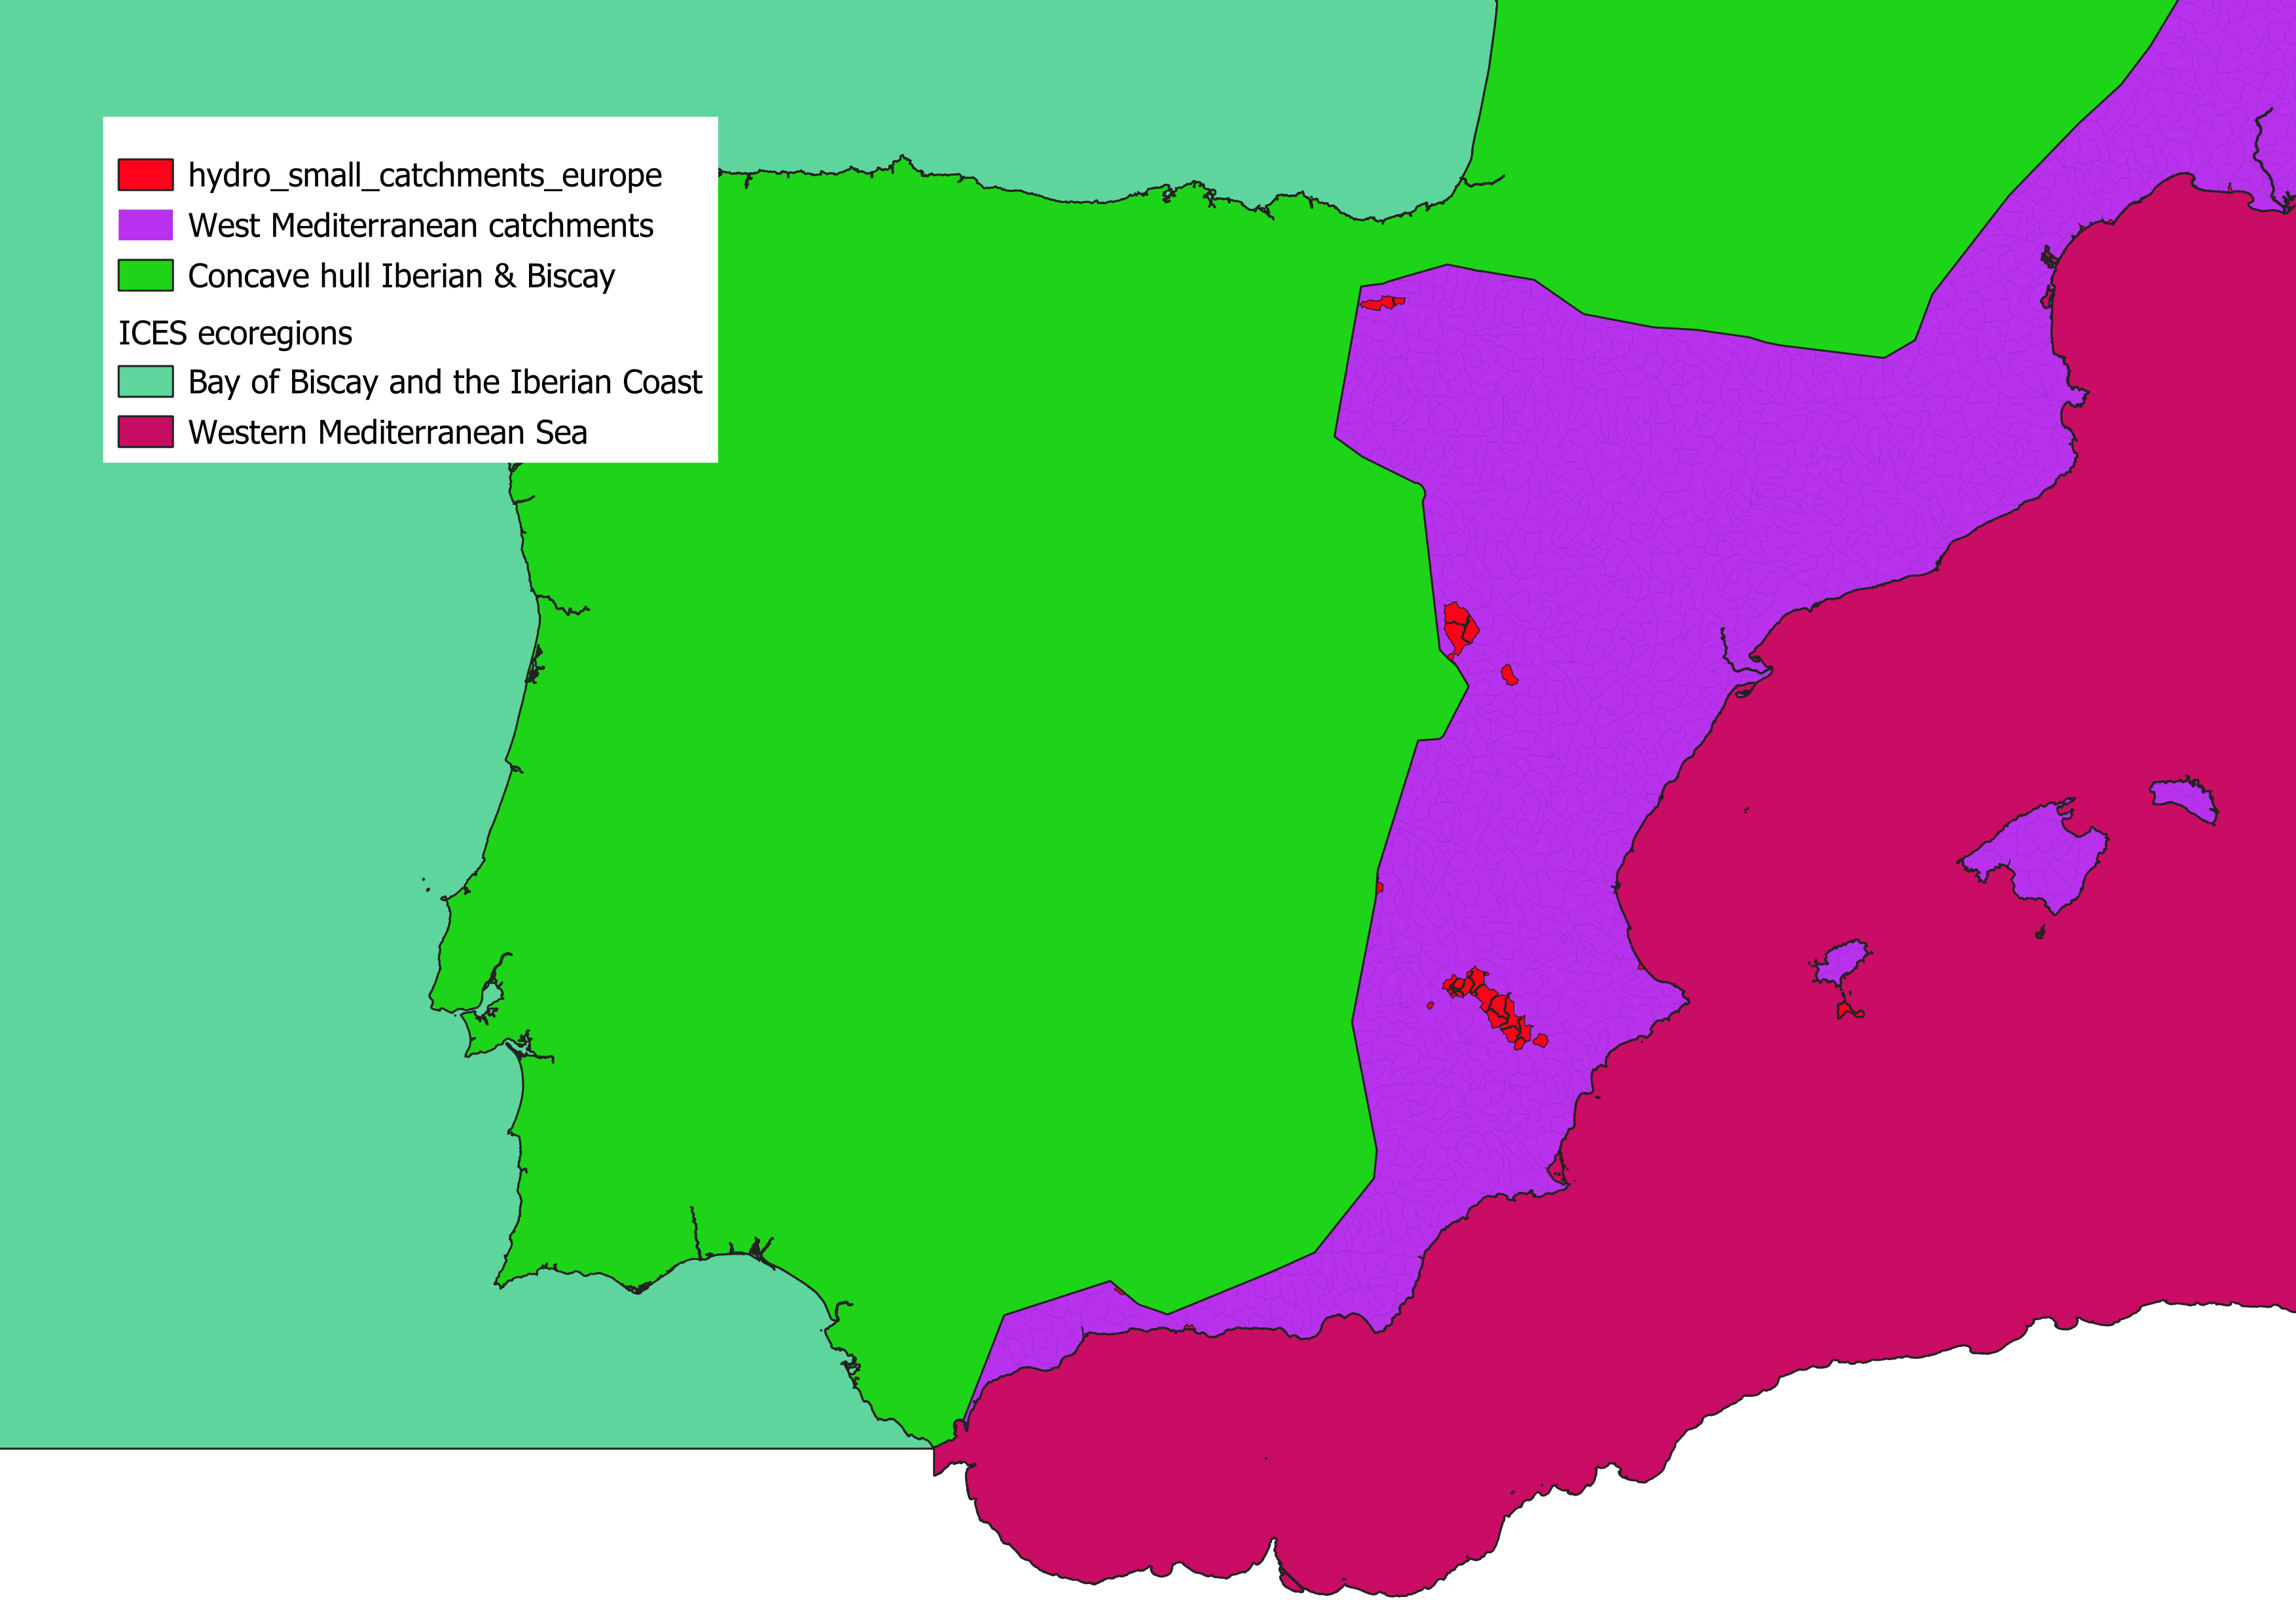 hydro_small_catchments_europe
West Mediterranean catchments
Concave hull Iberian & Biscay
ICES ecoregions
Bay of Biscay and the Iberian Coast
Western Mediterranean Sea